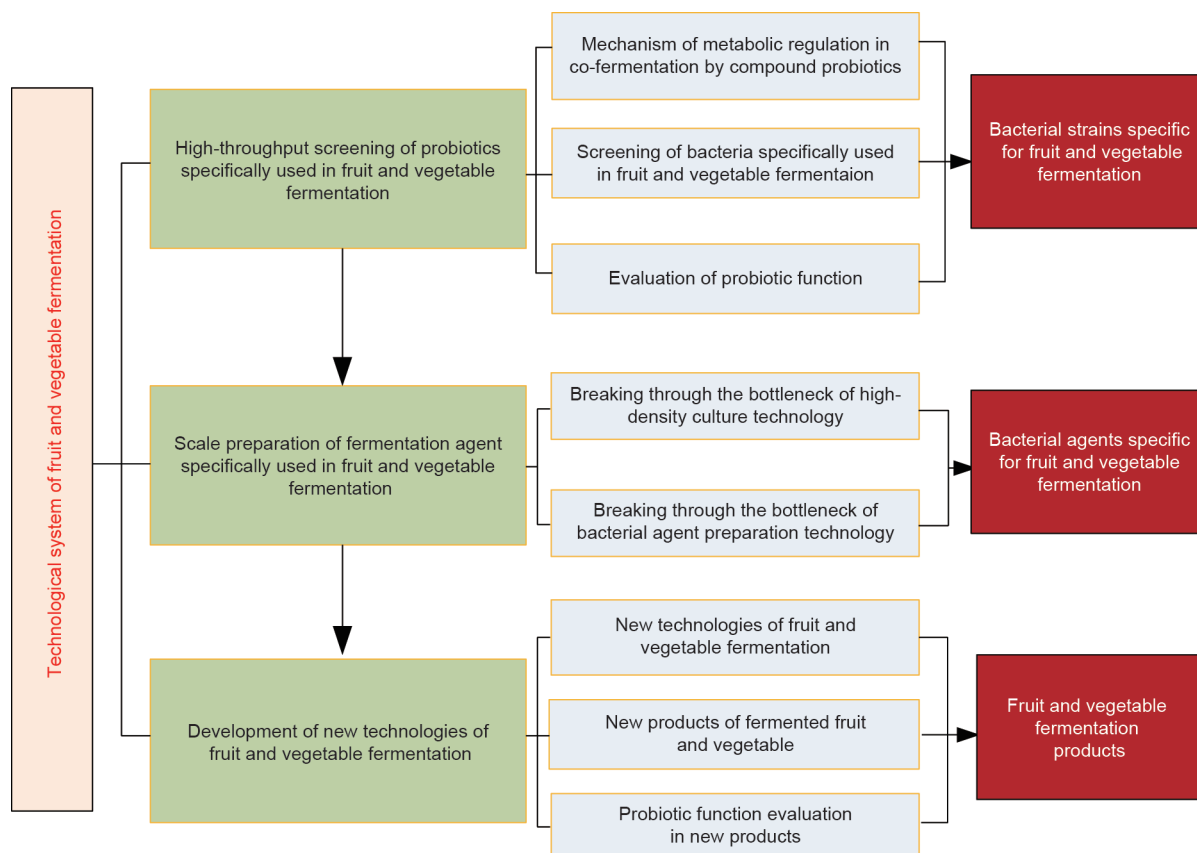 Technological system of fruit and vegetable fermentation
High-throughput screening of probiotics
specifically used in fruit and vegetable
fermentation
Mechanism of metabolic regulation in
co-fermentation by compound probiotics
Screening of bacteria specifically used
in fruit and vegetable fermentaion
Evaluation of probiotic function
Bacterial strains specific
for fruit and vegetable
fermentation
Scale preparation of fermentation agent
specifically used in fruit and vegetable
fermentation
Breaking through the bottleneck of high-
density culture technology
Breaking through the bottleneck of
bacterial agent preparation technology
Bacterial agents specific
for fruit and vegetable
fermentation
Development of new technologies of
fruit and vegetable fermentation
New technologies of fruit and
vegetable fermentation
New products of fermented fruit
and vegetable
Probiotic function evaluation
in new products
Fruit and vegetable
fermentation
products